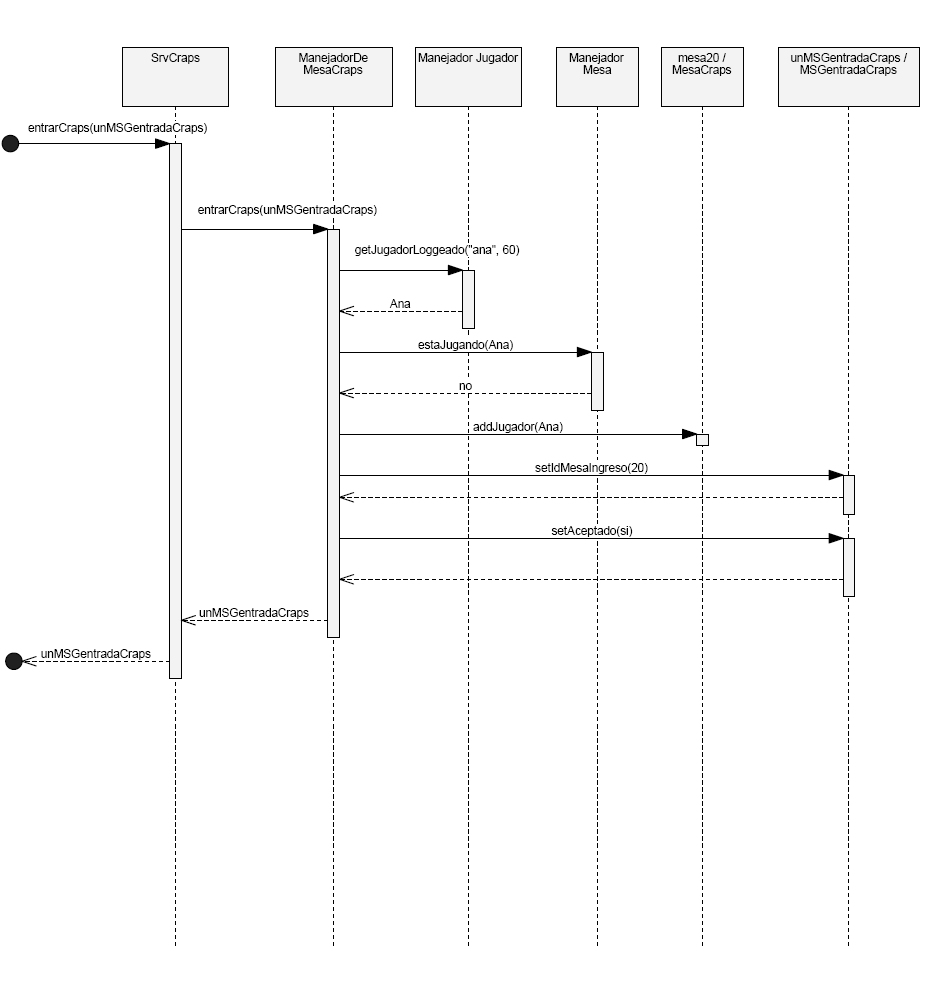 SrvCraps
ManejadorDe
MesaCraps
Manejador Jugador
Manejador
Mesa
mesa20 /
MesaCraps
unMSGentradaCraps /
MSGentradaCraps
entrarCraps(unMSGentradaCraps)
entrarCraps(unMSGentradaCraps)
getJugadorLoggeado("ana", 60)
Ana
estaJugando(Ana)
no
addJugador(Ana)
setIdMesaIngreso(20)
setAceptado(si)
unMSGentradaCraps
unMSGentradaCraps